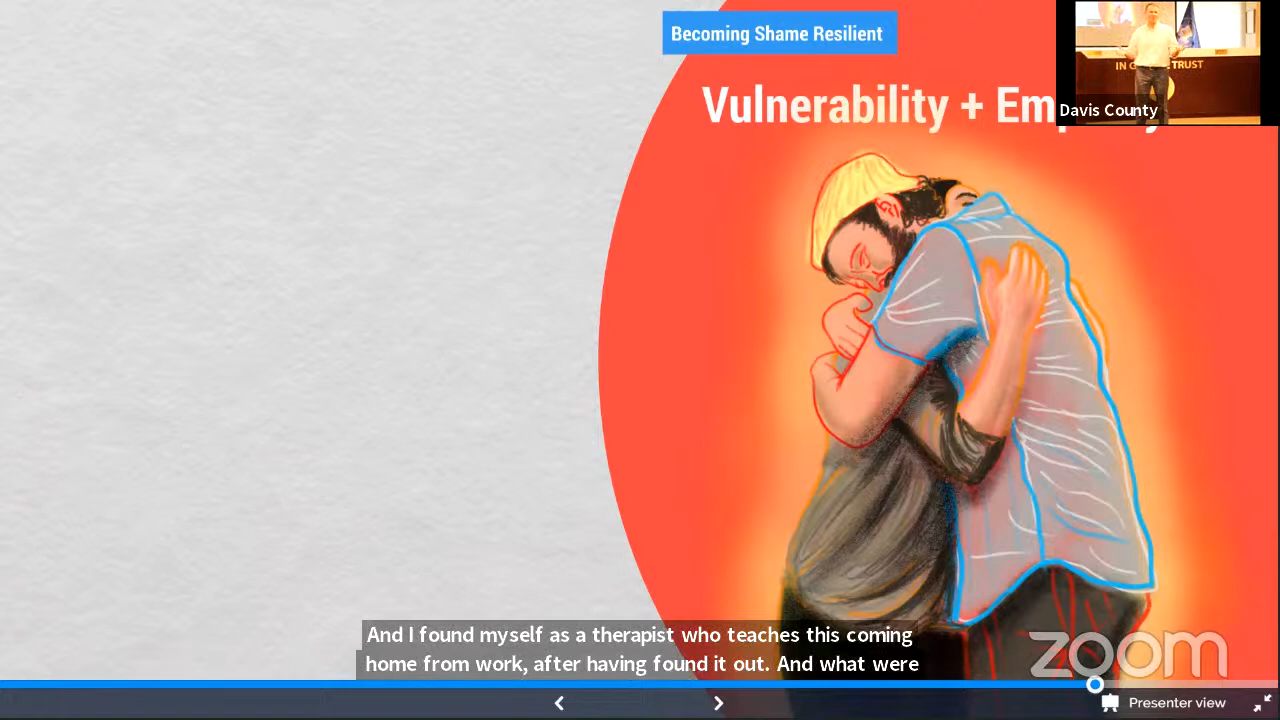 Becoming Shame Resilient
Vulnerability + Em
IN G TRUST
Davis County
And I found myself as a therapist who teaches this coming
home from work, after having found it out. And what were
zoom
Presenter view